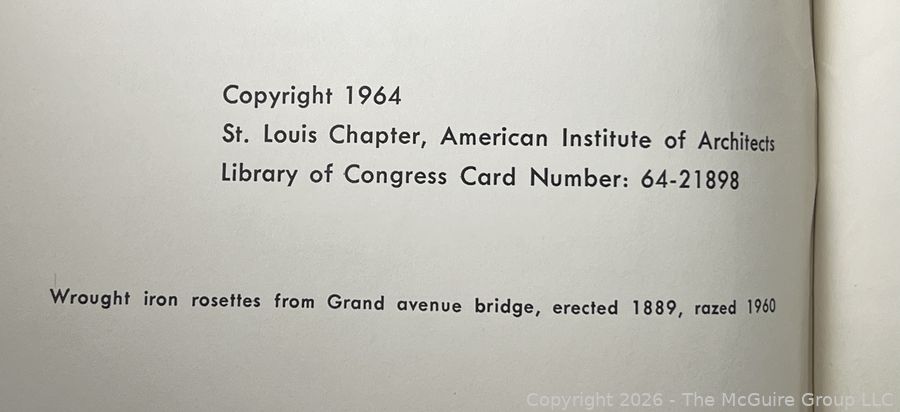 Copyright 1964
St. Louis Chapter, American Institute of Architects
Library of Congress Card Number: 64-21898
Wrought iron rosettes from Grand avenue bridge, erected 1889, razed 1960
Copyright 2026 - The McGuire Group LLC